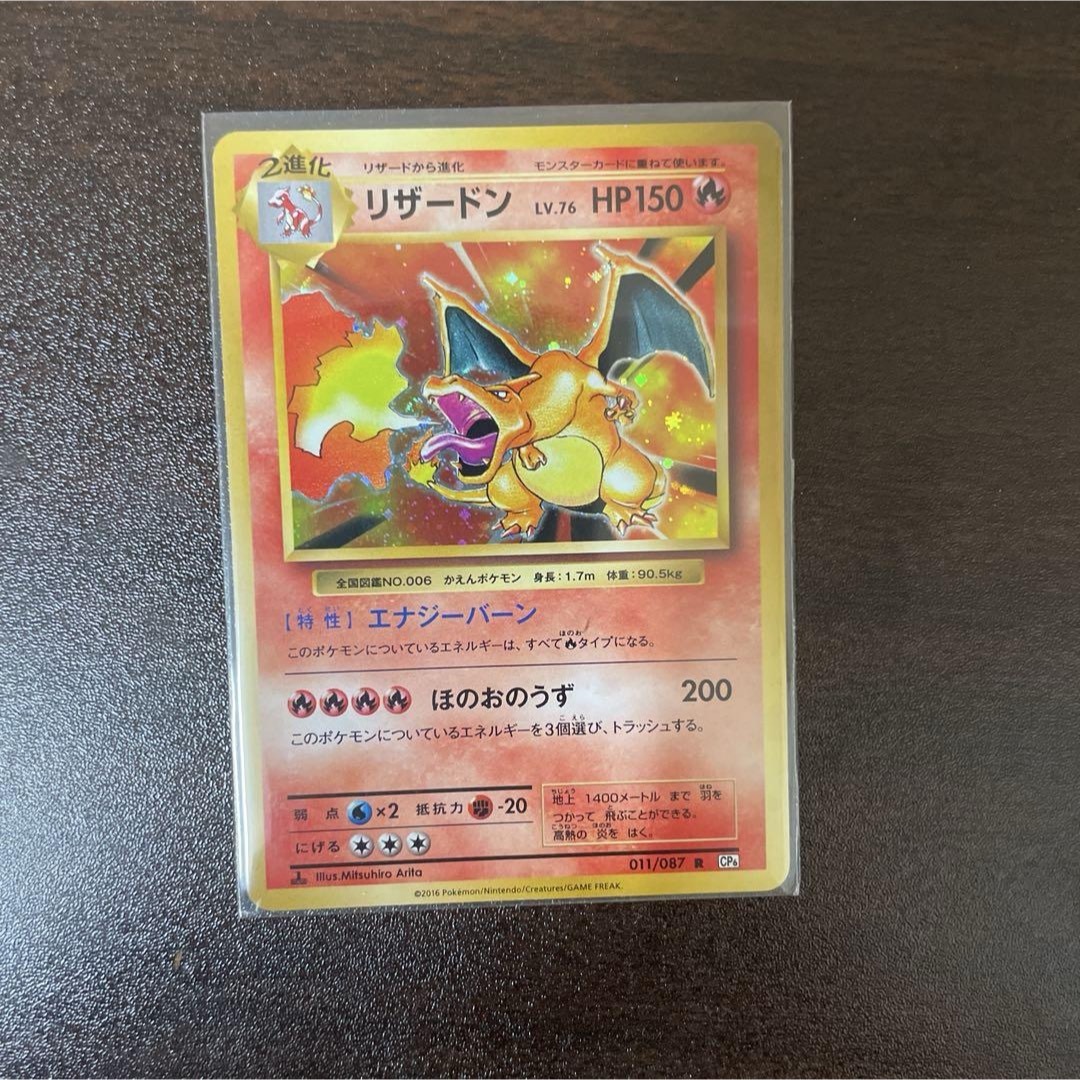 2進化 リザードから進化 モンスターカードに重ねて使います。
リザードン LV.76 HP150
全国図鑑NO.006 かえんポケモン 身長:1.7m 体重:90.5kg
[特性] エナジーバーン
このポケモンについているエネルギーは、すべてタイプになる。
ほのおのうず 200
このポケモンについているエネルギーを3個選び、トラッシュする。
弱点 ×2 抵抗力 -20
にげる
地上 1400メートル まで 羽を
つかって 飛ぶことができる。
高熱の 炎を はく。
Illus.Mitsuhiro Arita
011/087 R CP6
©2016 Pokémon/Nintendo/Creatures/GAME FREAK.